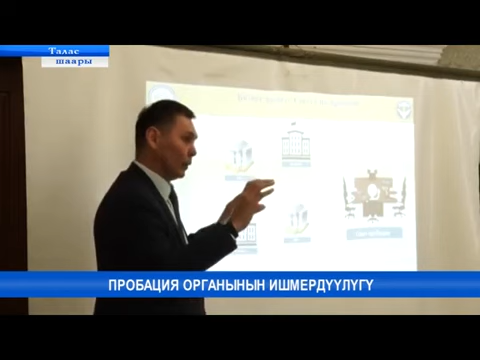 Талас
шаары
ПРОБАЦИЯ ОРГАНЫНЫН ИШМЕРДҮҮЛҮГҮ